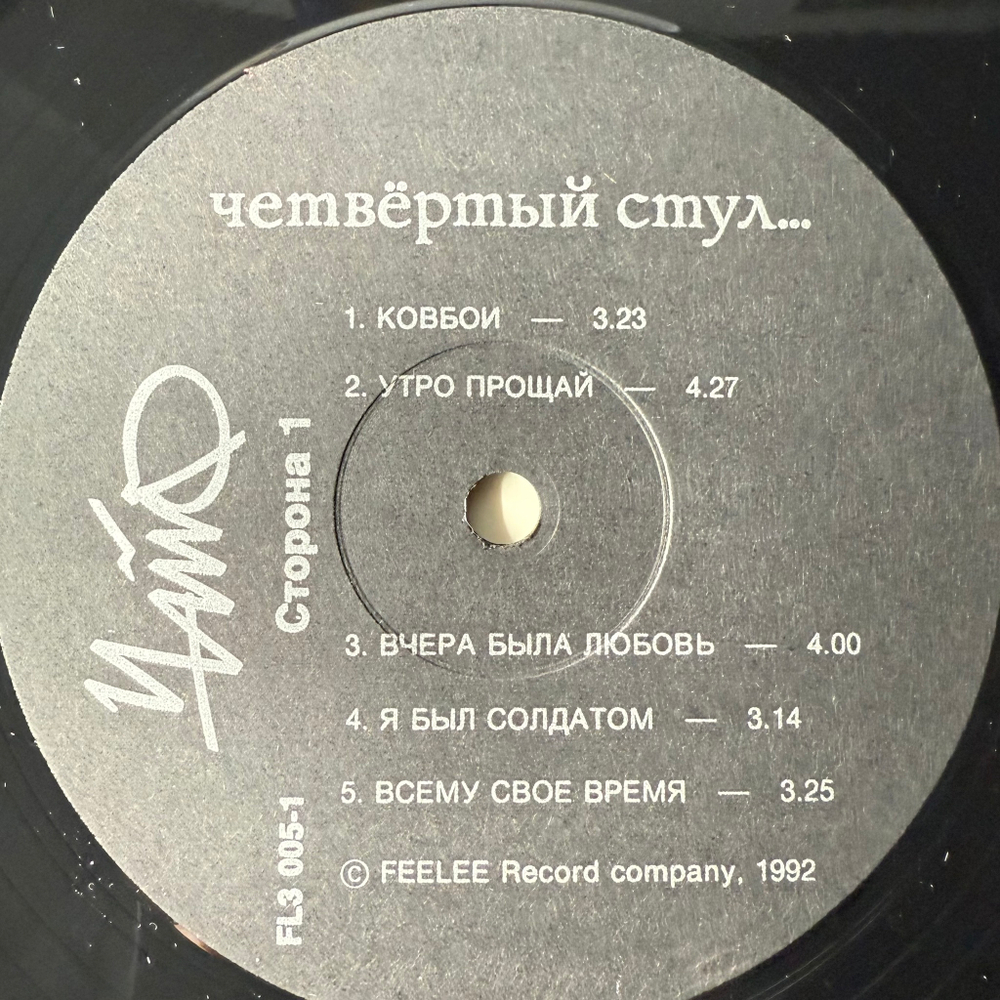 четвёртый стул...
1. КОВБОИ — 3.23
2. УТРО ПРОЩАЙ — 4.27
3. ВЧЕРА БЫЛА ЛЮБОВЬ — 4.00
4. Я БЫЛ СОЛДАТОМ — 3.14
5. ВСЕМУ СВОЕ ВРЕМЯ — 3.25
© FEELEE Record company, 1992
Сторона 1
FL3 005-1